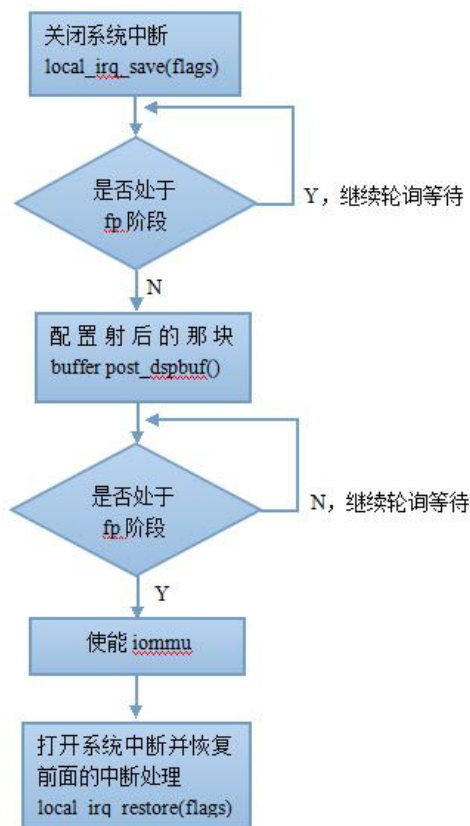 关闭系统中断
local_irq_save(flags)
是否处于
fp 阶段
Y，继续轮询等待
N
配置射后的那块
buffer post_dspbuf()
是否处于
fp 阶段
N，继续轮询等待
Y
使能 iommu
打开系统中断并恢复
前面的中断处理
local_irq_restore(flags)